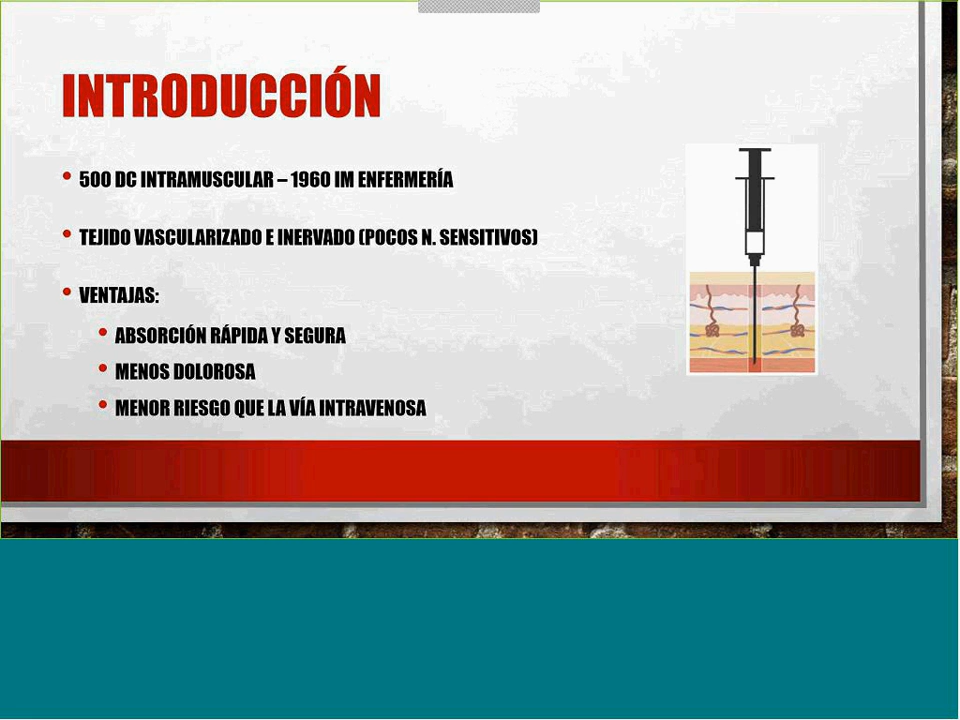 INTRODUCCIÓN
• 500 DC INTRAMUSCULAR – 1960 IM ENFERMERÍA
• TEJIDO VASCULARIZADO E INERVADO (POCOS N. SENSITIVOS)
• VENTAJAS:
• ABSORCIÓN RÁPIDA Y SEGURA
• MENOS DOLOROSA
• MENOR RIESGO QUE LA VÍA INTRAVENOSA